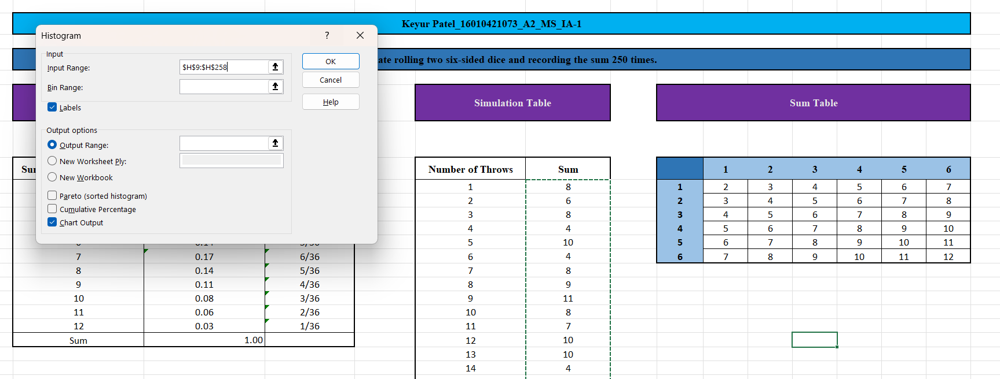 Keyur Patel_16010421073_A2_MS_IA-1
ate rolling two six-sided dice and recording the sum 250 times.
Histogram ?
Input
Input Range: $H$9:$H$258
Bin Range:
Labels
OK
Cancel
Help
Output options
Output Range:
New Worksheet Ply:
New Workbook
Pareto (sorted histogram)
Cumulative Percentage
Chart Output
7 0.17 6/36
8 0.14 5/36
9 0.11 4/36
10 0.08 3/36
11 0.06 2/36
12 0.03 1/36
Sum 1.00
Simulation Table
Number of Throws Sum
1 8
2 6
3 8
4 4
5 10
6 4
7 8
8 9
9 11
10 8
11 7
12 10
13 10
14 4
Sum Table
1 2 3 4 5 6
1 2 3 4 5 6 7
2 3 4 5 6 7 8
3 4 5 6 7 8 9
4 5 6 7 8 9 10
5 6 7 8 9 10 11
6 7 8 9 10 11 12